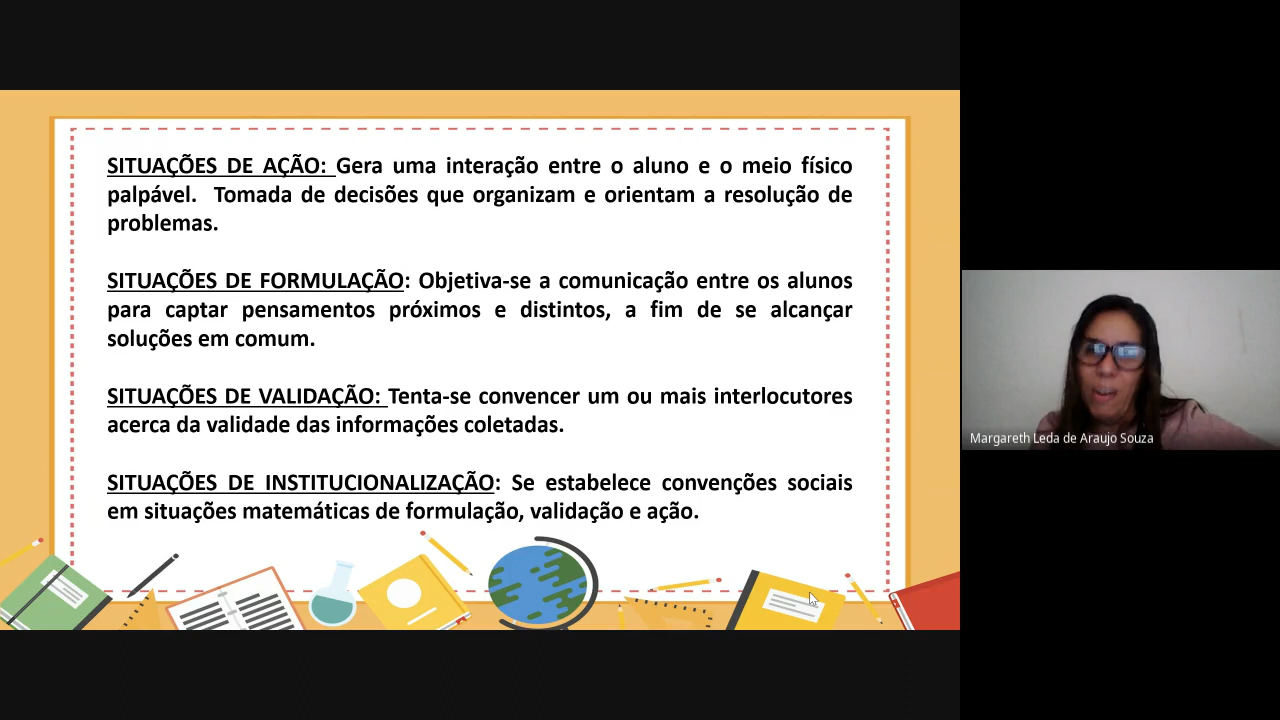 SITUAÇÕES DE AÇÃO: Gera uma interação entre o aluno e o meio físico
palpável. Tomada de decisões que organizam e orientam a resolução de
problemas.
SITUAÇÕES DE FORMULAÇÃO: Objetiva-se a comunicação entre os alunos
para captar pensamentos próximos e distintos, a fim de se alcançar
soluções em comum.
SITUAÇÕES DE VALIDAÇÃO: Tenta-se convencer um ou mais interlocutores
acerca da validade das informações coletadas.
SITUAÇÕES DE INSTITUCIONALIZAÇÃO: Se estabelece convenções sociais
em situações matemáticas de formulação, validação e ação.
Margareth Leda de Araujo Souza